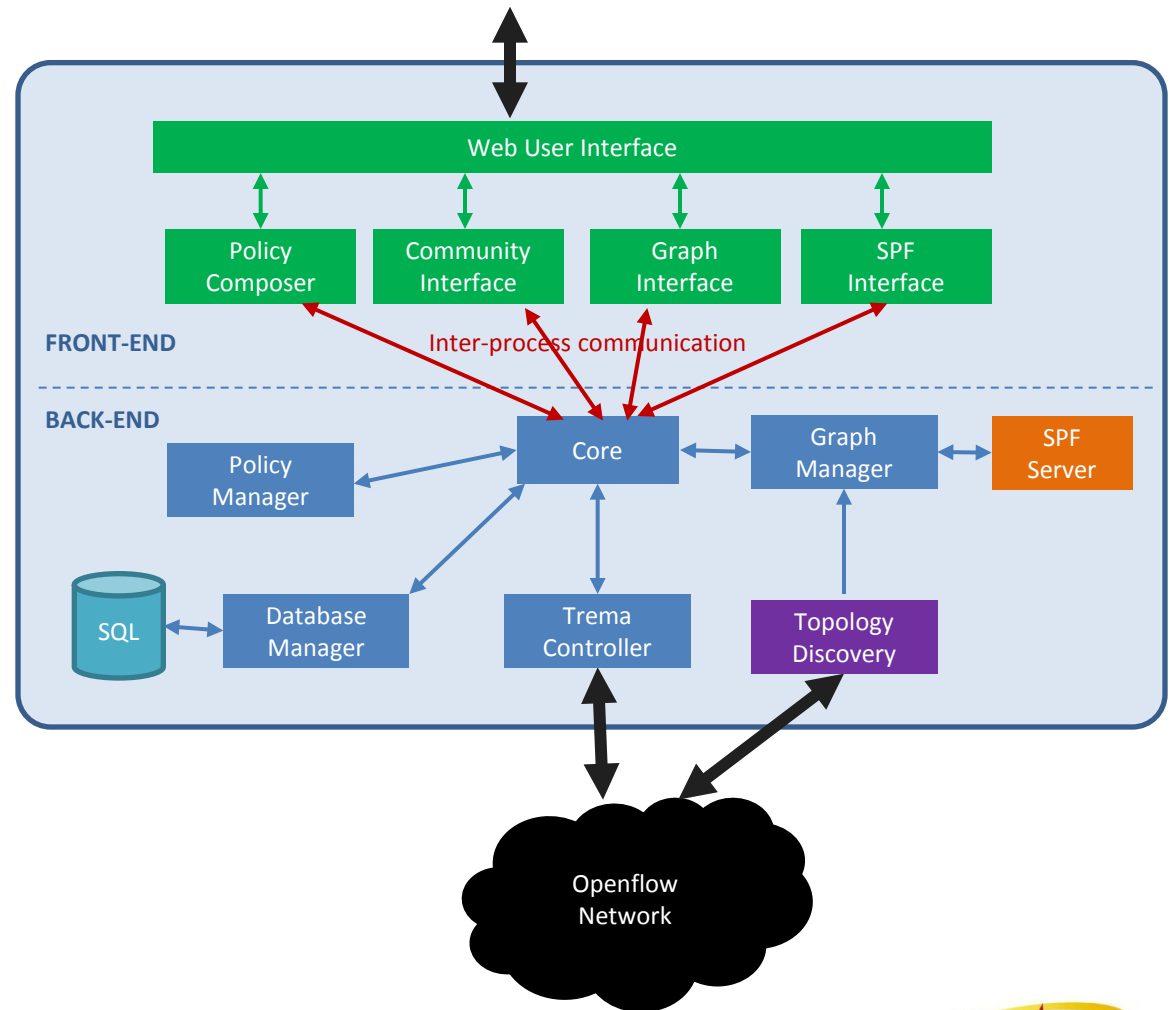 Web User Interface
Policy
Composer
Community
Interface
Graph
Interface
SPF
Interface
FRONT-END
Inter-process communication
BACK-END
Policy
Manager
Core
Graph
Manager
SPF
Server
SQL
Database
Manager
Trema
Controller
Topology
Discovery
Openflow
Network